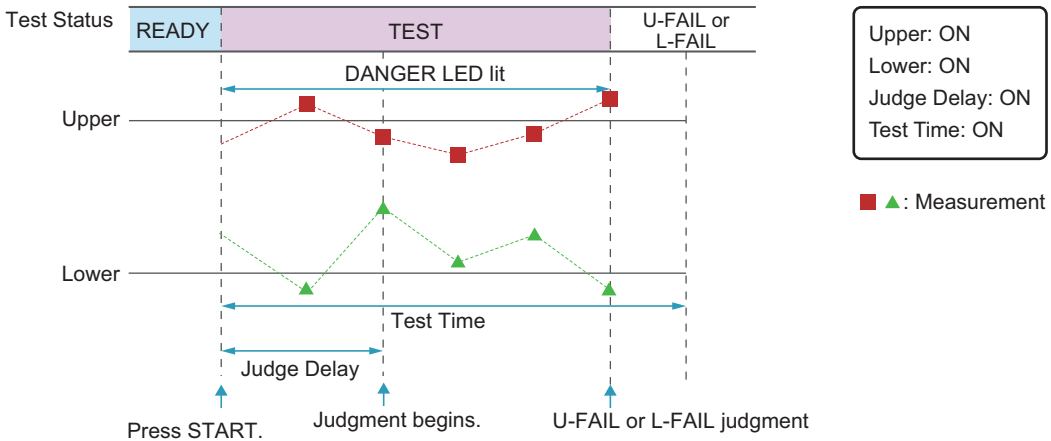 Test Status
READY
TEST
U-FAIL or
L-FAIL
DANGER LED lit
Upper
Lower
Test Time
Judge Delay
Press START.
Judgment begins.
U-FAIL or L-FAIL judgment
Upper: ON
Lower: ON
Judge Delay: ON
Test Time: ON
: Measurement